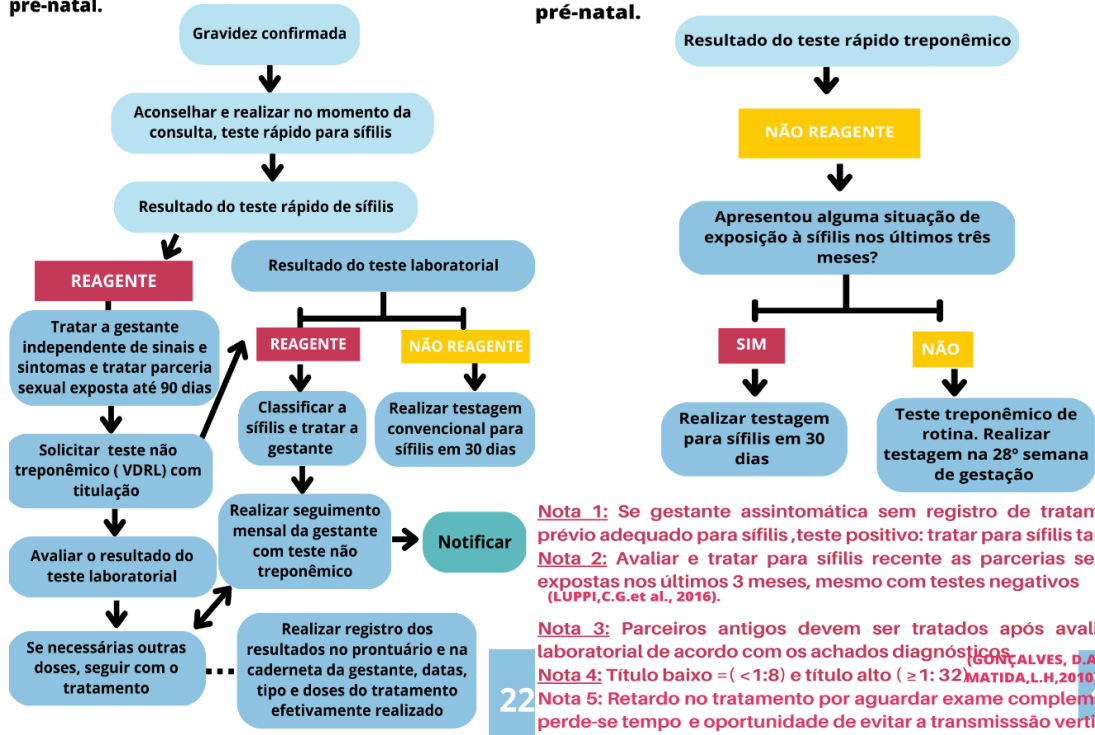 pré-natal.
Gravidez confirmada
Aconselhar e realizar no momento da
consulta, teste rápido para sífilis
Resultado do teste rápido de sífilis
REAGENTE
Tratar a gestante
independente de sinais e
sintomas e tratar parceria
sexual exposta até 90 dias
Solicitar teste não
treponêmico ( VDRL) com
titulação
Avaliar o resultado do
teste laboratorial
Se necessárias outras
doses, seguir com o
tratamento
Resultado do teste laboratorial
REAGENTE
Classificar a
sífilis e tratar a
gestante
Realizar seguimento
mensal da gestante
com teste não
treponêmico
NÃO REAGENTE
Realizar testagem
convencional para
sífilis em 30 dias
Notificar
Realizar registro dos
resultados no prontuário e na
caderneta da gestante, datas,
tipo e doses do tratamento
efetivamente realizado
22
pré-natal.
Resultado do teste rápido treponêmico
NÃO REAGENTE
Apresentou alguma situação de
exposição à sífilis nos últimos três
meses?
SIM
Realizar testagem
para sífilis em 30
dias
NÃO
Teste treponêmico de
rotina. Realizar
testagem na 28º semana
de gestação
Nota 1: Se gestante assintomática sem registro de tratam
prévio adequado para sífilis ,teste positivo: tratar para sífilis ta
Nota 2: Avaliar e tratar para sífilis recente as parcerias se
expostas nos últimos 3 meses, mesmo com testes negativos
(LUPPI,C.G.et al., 2016).
Nota 3: Parceiros antigos devem ser tratados após avali
laboratorial de acordo com os achados diagnósticos.
(GONÇALVES, D.A
Nota 4: Título baixo =( <1:8) e título alto ( ≥1: 32)
MATIDA,L.H,2010)
Nota 5: Retardo no tratamento por aguardar exame complem
perde-se tempo e oportunidade de evitar a transmisssão verti